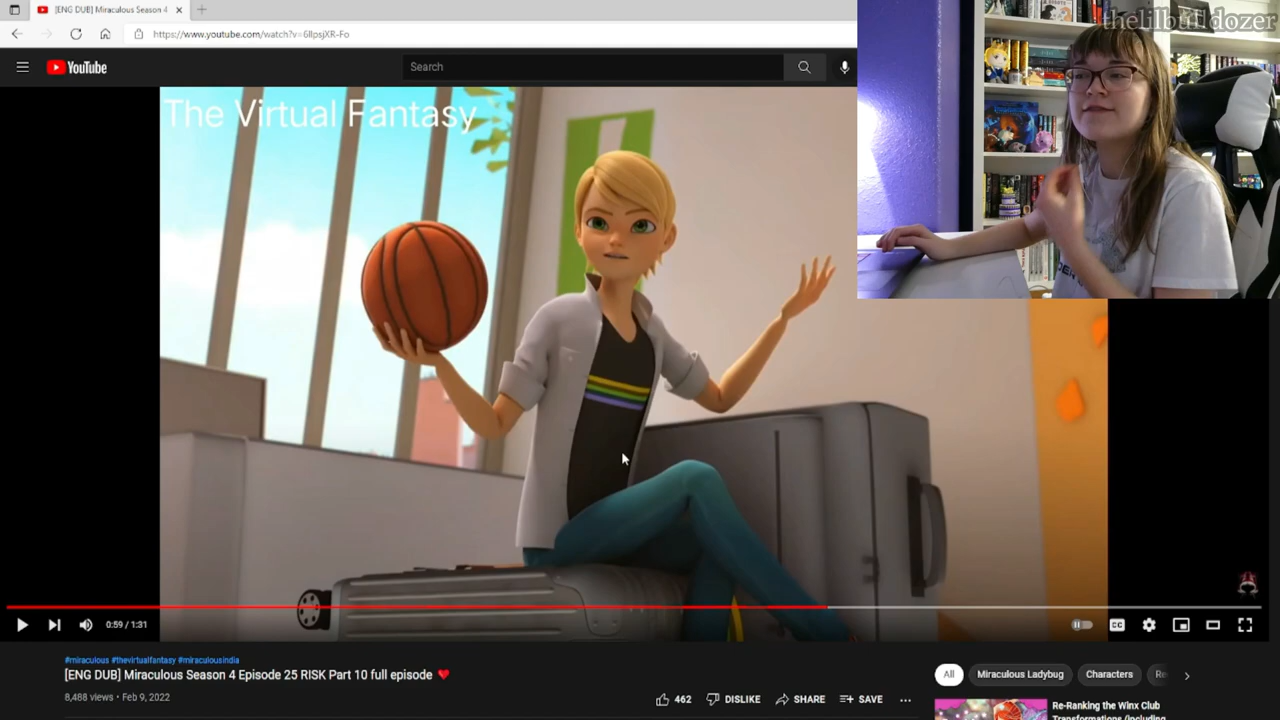 [ENG DUB] Miraculous Season 4
https://www.youtube.com/watch?v=6IlpsjXR-Fo
thelilbulldozer
YouTube
Search
The Virtual Fantasy
0:59 / 1:31
CC
#miraculous #thevirtualfantasy #miraculousindia
[ENG DUB] Miraculous Season 4 Episode 25 RISK Part 10 full episode ❤️
8,488 views • Feb 9, 2022
462
DISLIKE
SHARE
SAVE
All
Miraculous Ladybug
Characters
Re
Re-Ranking the Winx Club
Transformations (including